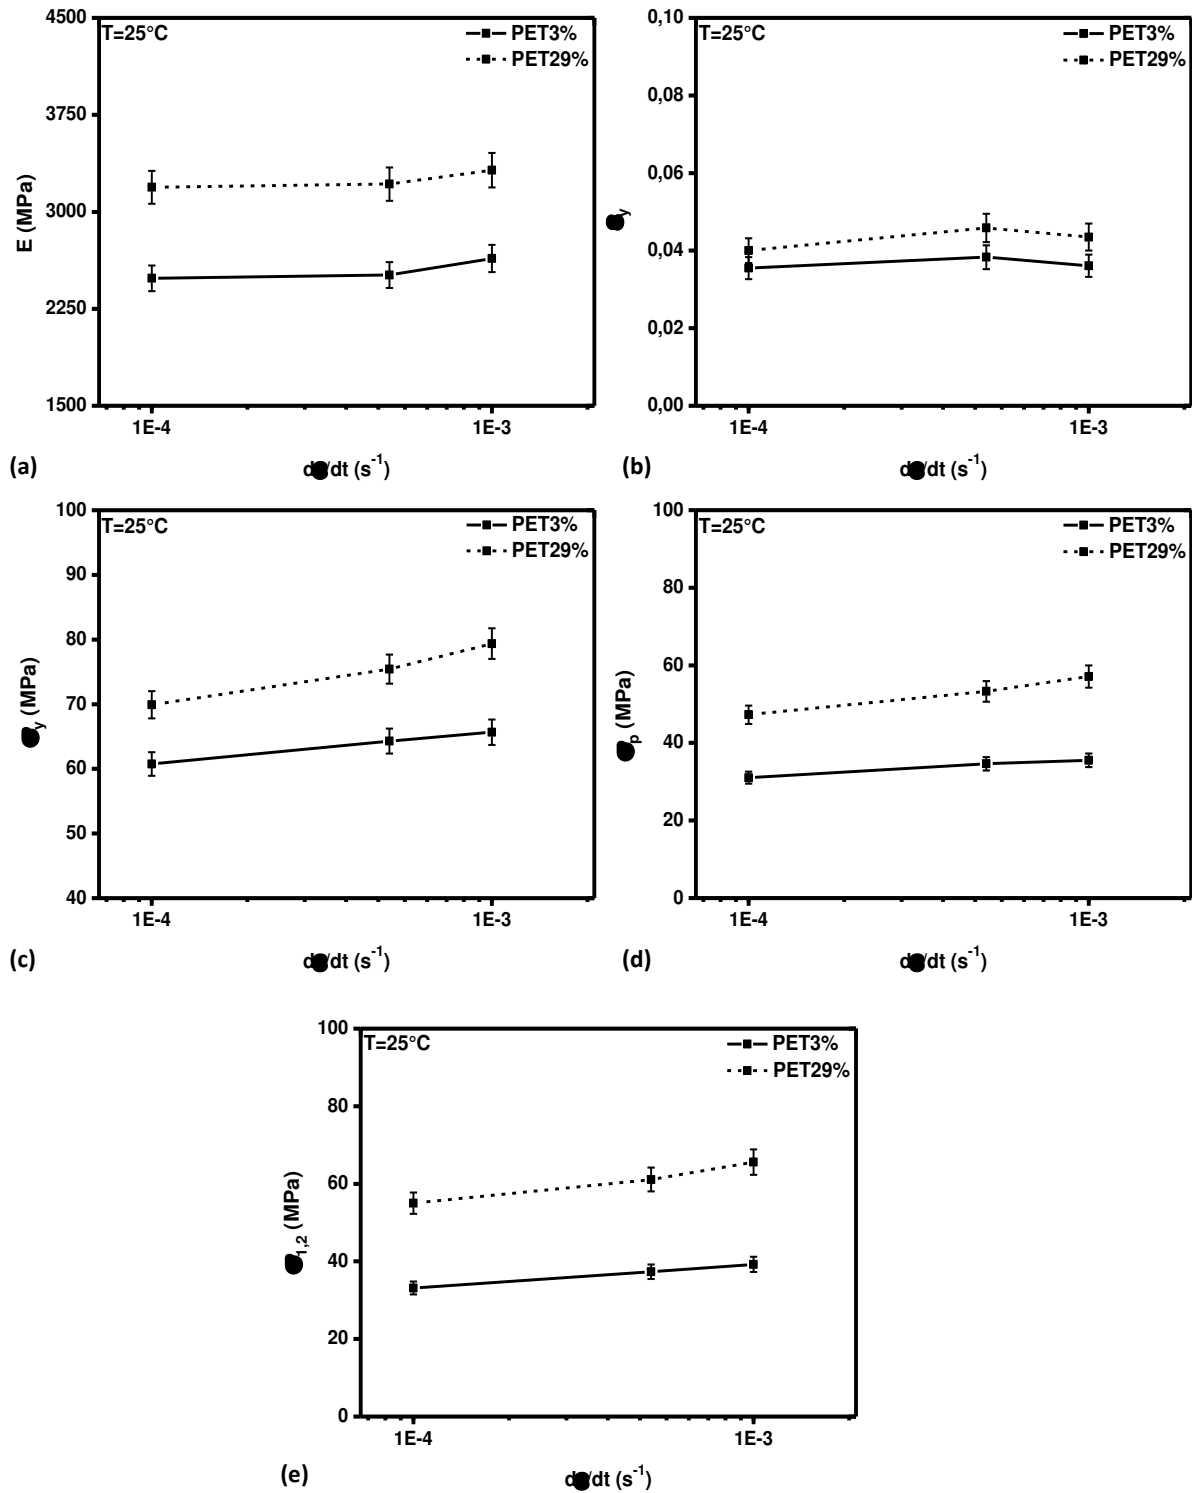 4500
T=25°C
PET3%
PET29%
3750
3000
2250
1500
E (MPa)
1E-4
1E-3
(a)
d /dt (s-1)
0,10
T=25°C
PET3%
PET29%
0,08
0,06
0,04
0,02
0,00
y
1E-4
1E-3
(b)
d /dt (s-1)
100
T=25°C
PET3%
PET29%
90
80
70
60
50
40
y (MPa)
1E-4
1E-3
(c)
d /dt (s-1)
100
T=25°C
PET3%
PET29%
80
60
40
20
0
p (MPa)
1E-4
1E-3
(d)
d /dt (s-1)
100
T=25°C
PET3%
PET29%
80
60
40
20
0
1,2 (MPa)
1E-4
1E-3
(e)
d /dt (s-1)